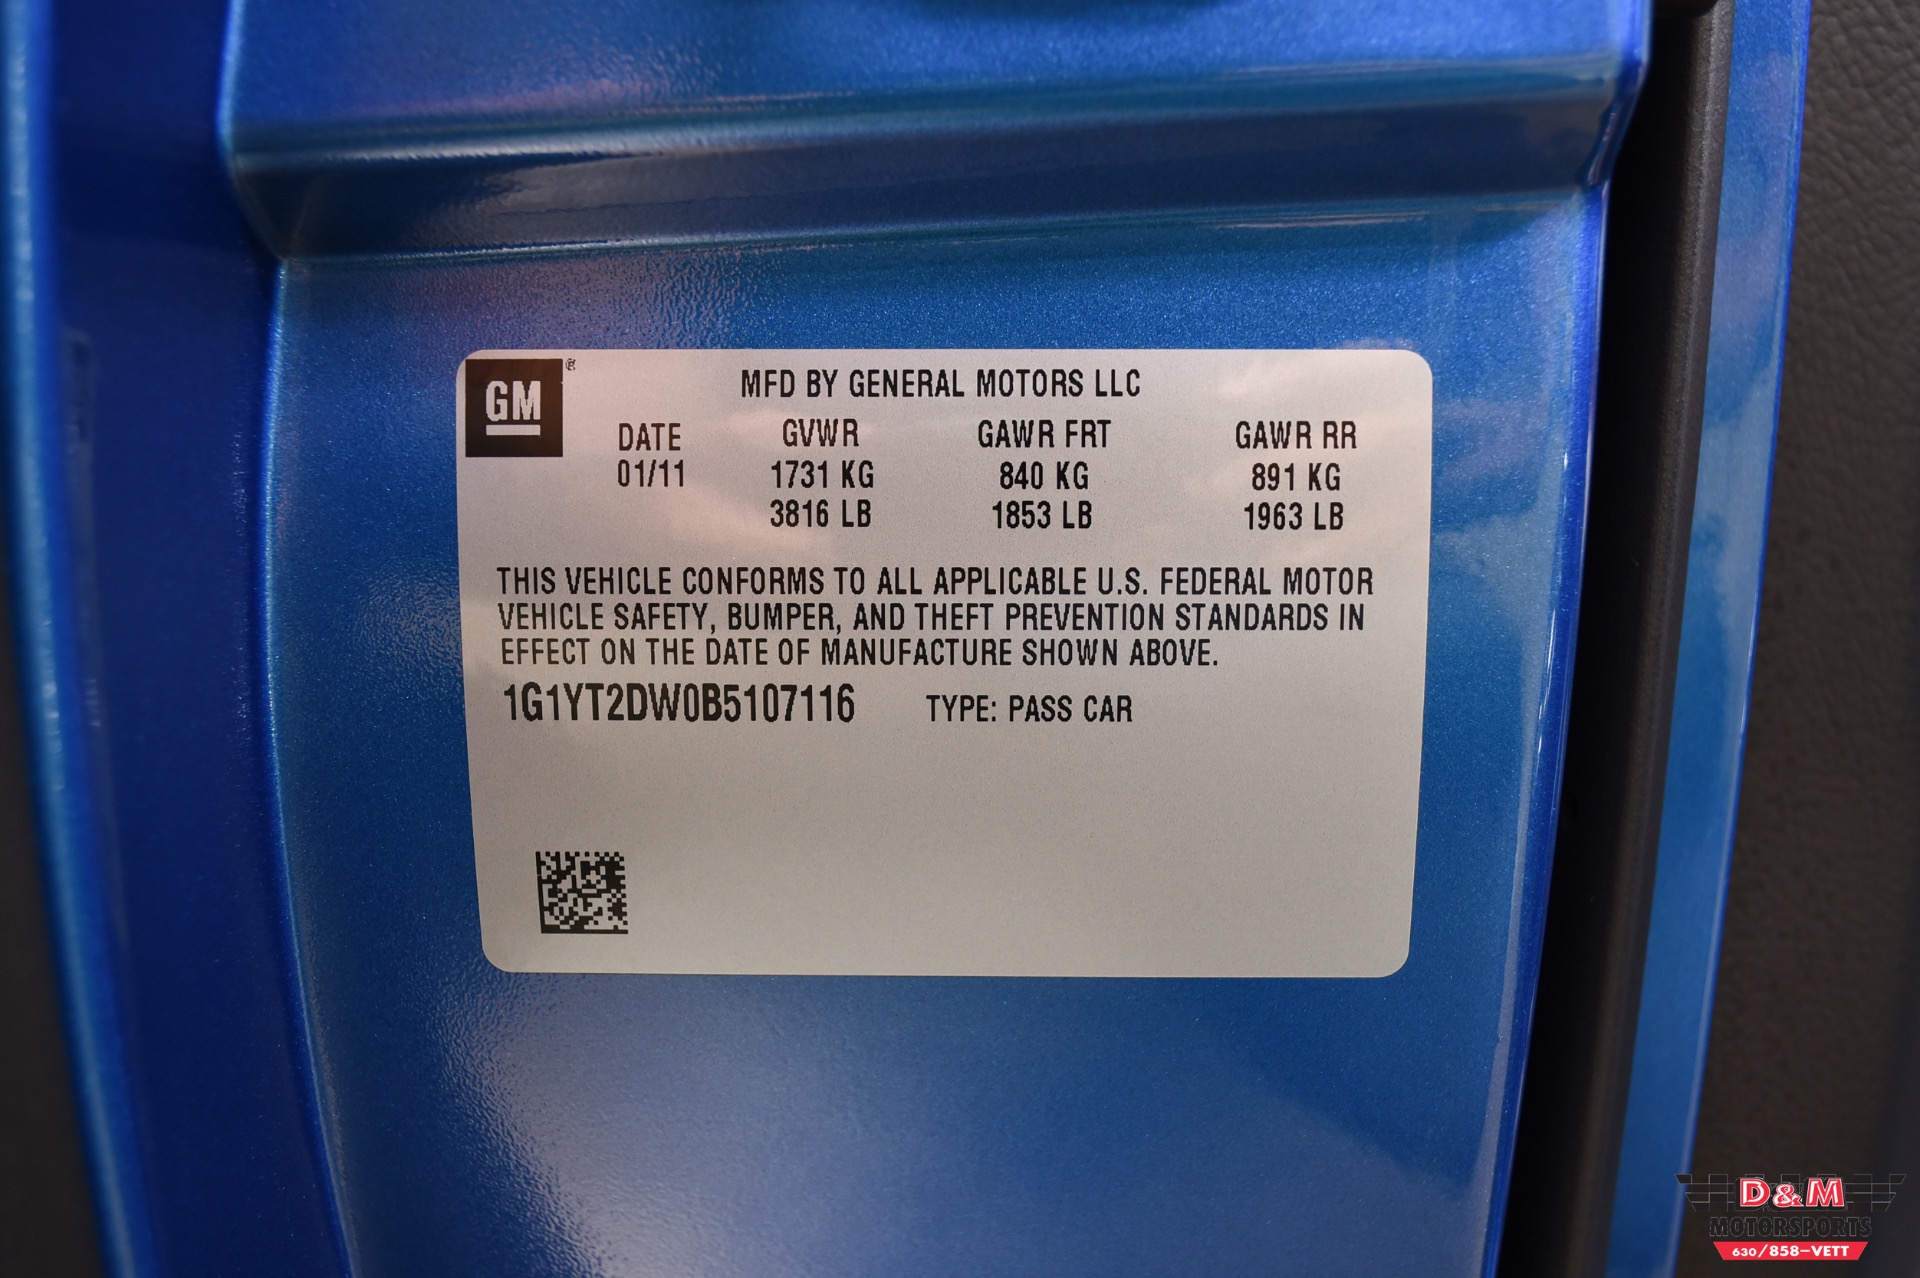 GM ®
MFD BY GENERAL MOTORS LLC
DATE GVWR GAWR FRT GAWR RR
01/11 1731 KG 840 KG 891 KG
3816 LB 1853 LB 1963 LB
THIS VEHICLE CONFORMS TO ALL APPLICABLE U.S. FEDERAL MOTOR
VEHICLE SAFETY, BUMPER, AND THEFT PREVENTION STANDARDS IN
EFFECT ON THE DATE OF MANUFACTURE SHOWN ABOVE.
1G1YT2DW0B5107116 TYPE: PASS CAR
D&M
MOTORSPORTS
630/858-VETT